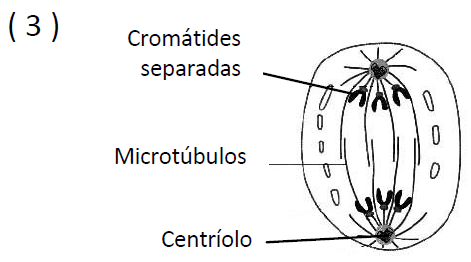 ( 3 )
Cromátides
separadas
Microtúbulos
Centríolo